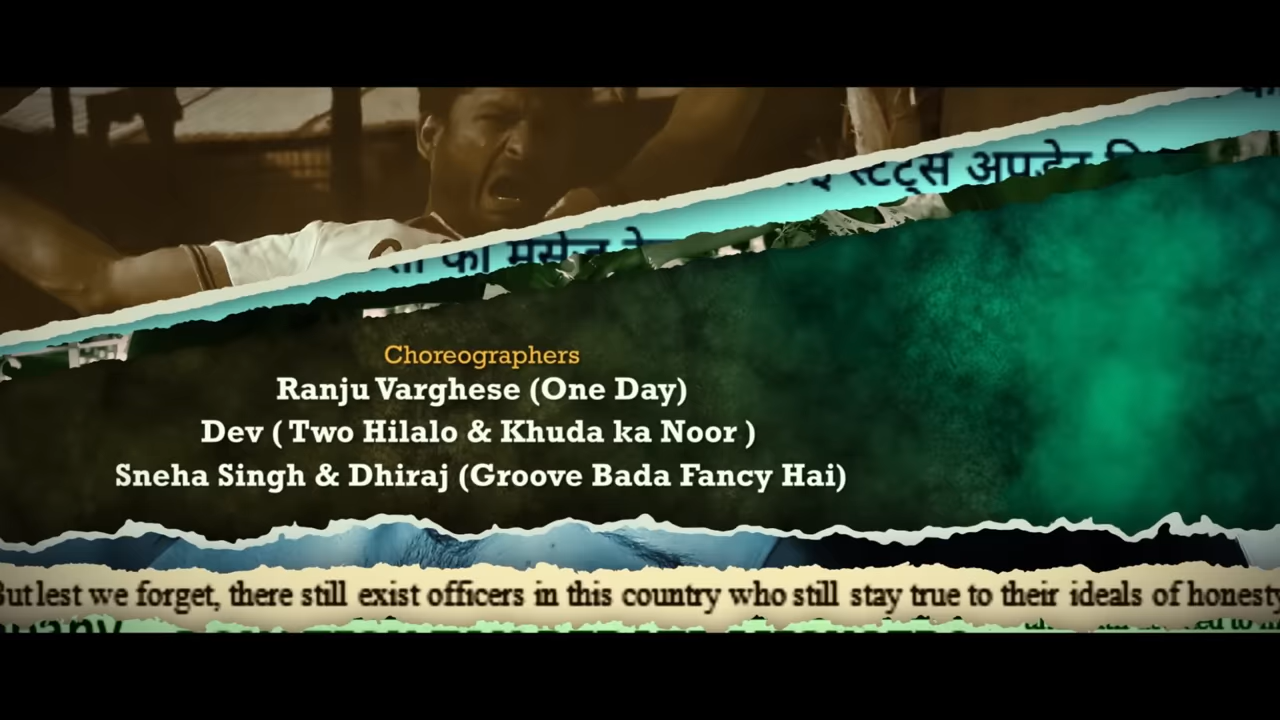 स्टेट्स अपडेट
को मैसेज
Choreographers
Ranju Varghese (One Day)
Dev ( Two Hilalo & Khuda ka Noor )
Sneha Singh & Dhiraj (Groove Bada Fancy Hai)
But lest we forget, there still exist officers in this country who still stay true to their ideals of honesty